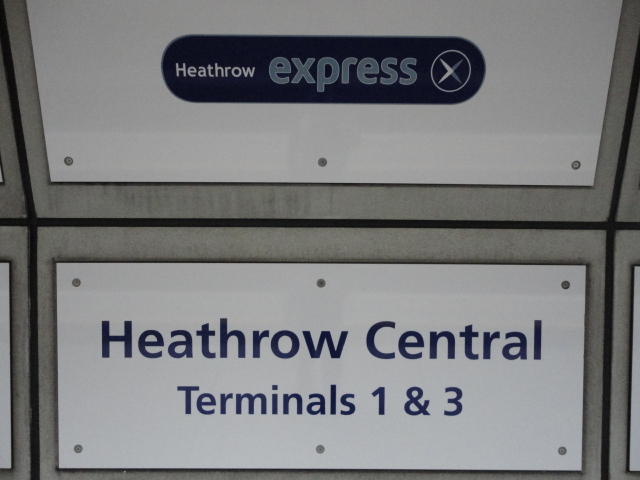 Heathrow express
Heathrow Central
Terminals 1 & 3